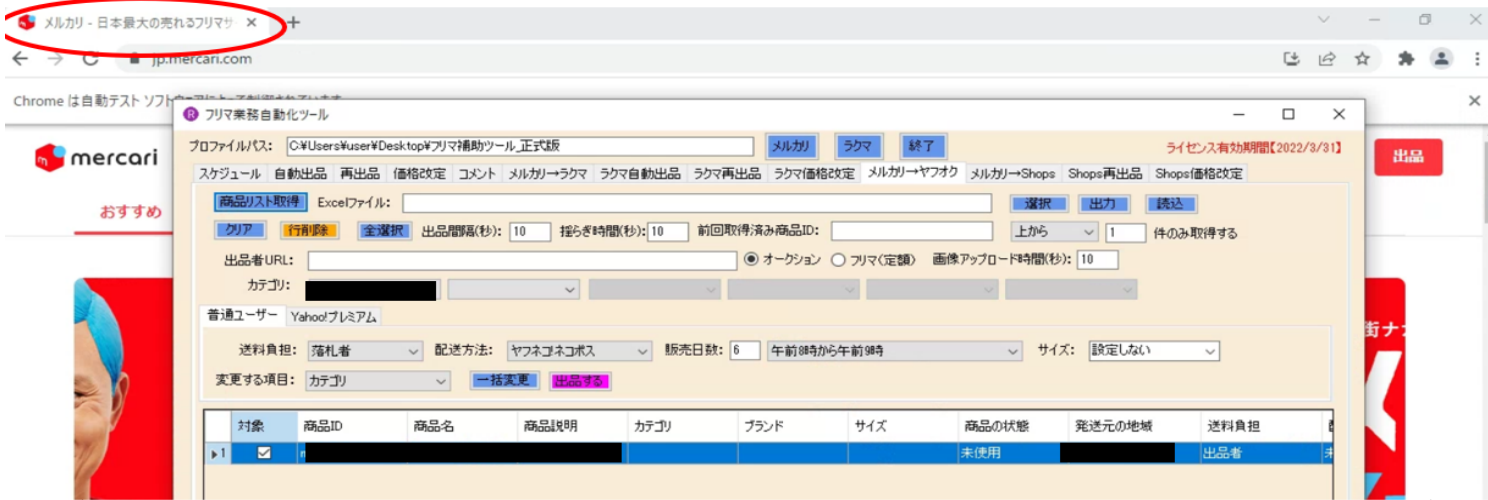 メルカリ - 日本最大の売れるフリマサ
jp.mercari.com
Chrome は自動テスト ソフトウェアによって制御されています。
フリマ業務自動化ツール
プロファイルパス: C:¥Users¥user¥Desktop¥フリマ補助ツール_正式版 メルカリ ラクマ 終了
ライセンス有効期間【2022/3/31】
mercari
出品
スケジュール 自動出品 再出品 価格改定 コメント メルカリ→ラクマ ラクマ自動出品 ラクマ再出品 ラクマ価格改定 メルカリ→ヤフオク メルカリ→Shops Shops再出品 Shops価格改定
おすすめ
商品リスト取得 Excelファイル: 選択 出力 読込
クリア 行削除 全選択 出品間隔(秒): 10 揺らぎ時間(秒): 10 前回取得済み商品ID: 上から 1 件のみ取得する
出品者URL: オークション フリマ(定額) 画像アップロード時間(秒): 10
カテゴリ:
普通ユーザー Yahoo!プレミアム
街ナ
送料負担: 落札者 配送方法: ヤフネコ!ネコポス 販売日数: 6 午前8時から午前9時 サイズ: 設定しない
変更する項目: カテゴリ 一括変更 出品する
対象 商品ID 商品名 商品説明 カテゴリ ブランド サイズ 商品の状態 発送元の地域 送料負担
1 未使用 出品者